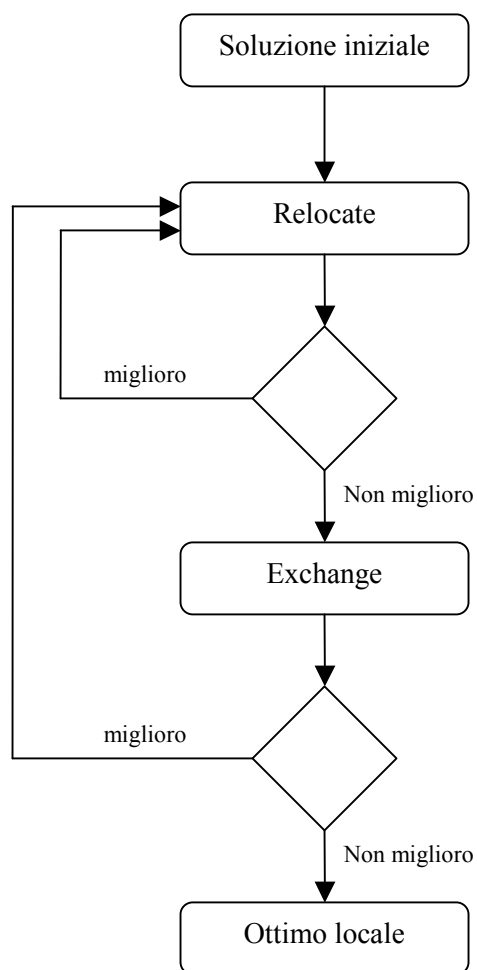 Soluzione iniziale
Relocate
miglioro
Non miglioro
Exchange
miglioro
Non miglioro
Ottimo locale